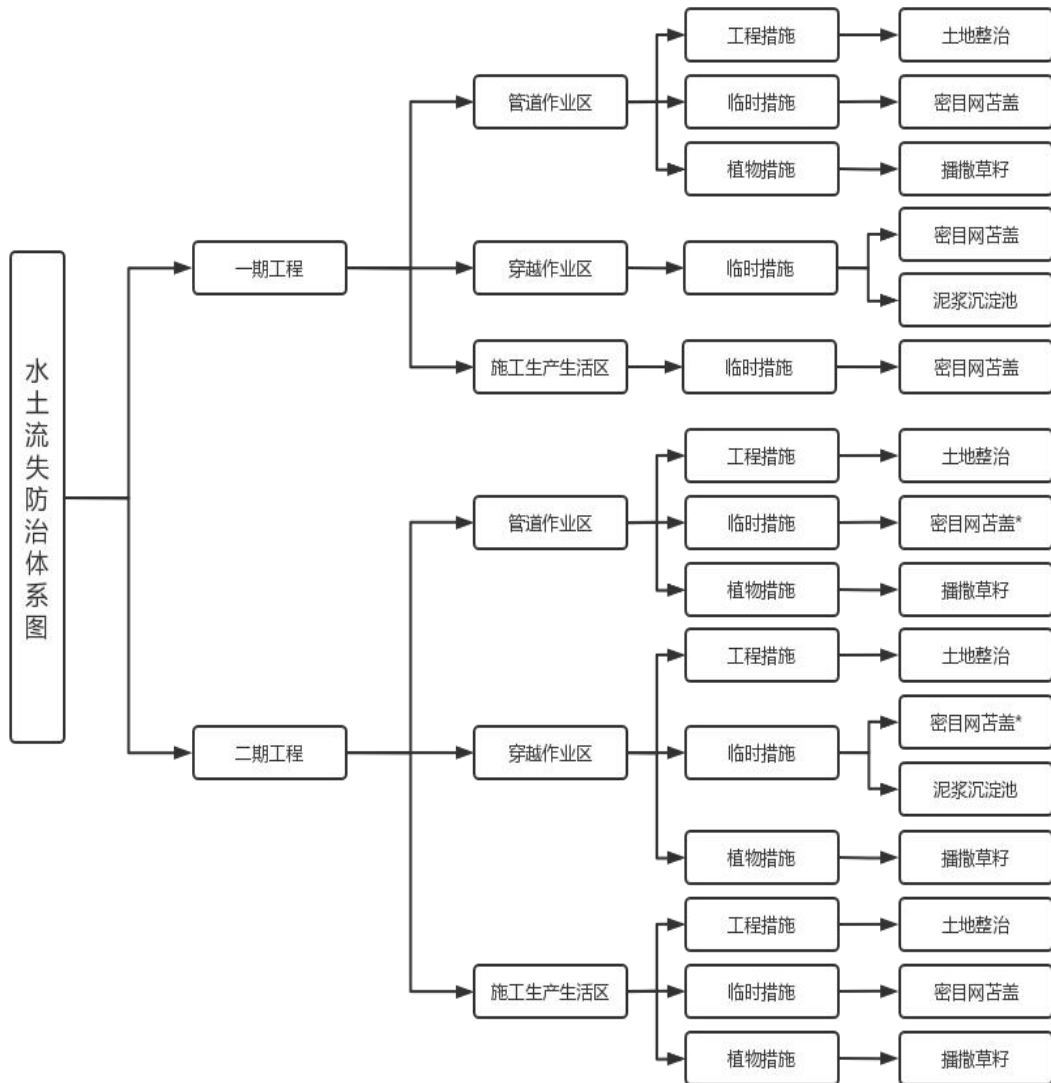 水土流失防治体系图
一期工程
管道作业区
工程措施
土地整治
临时措施
密目网苫盖
植物措施
播撒草籽
穿越作业区
临时措施
密目网苫盖
泥浆沉淀池
施工生产生活区
临时措施
密目网苫盖
二期工程
管道作业区
工程措施
土地整治
临时措施
密目网苫盖*
植物措施
播撒草籽
穿越作业区
工程措施
土地整治
临时措施
密目网苫盖*
泥浆沉淀池
植物措施
播撒草籽
施工生产生活区
工程措施
土地整治
临时措施
密目网苫盖
植物措施
播撒草籽